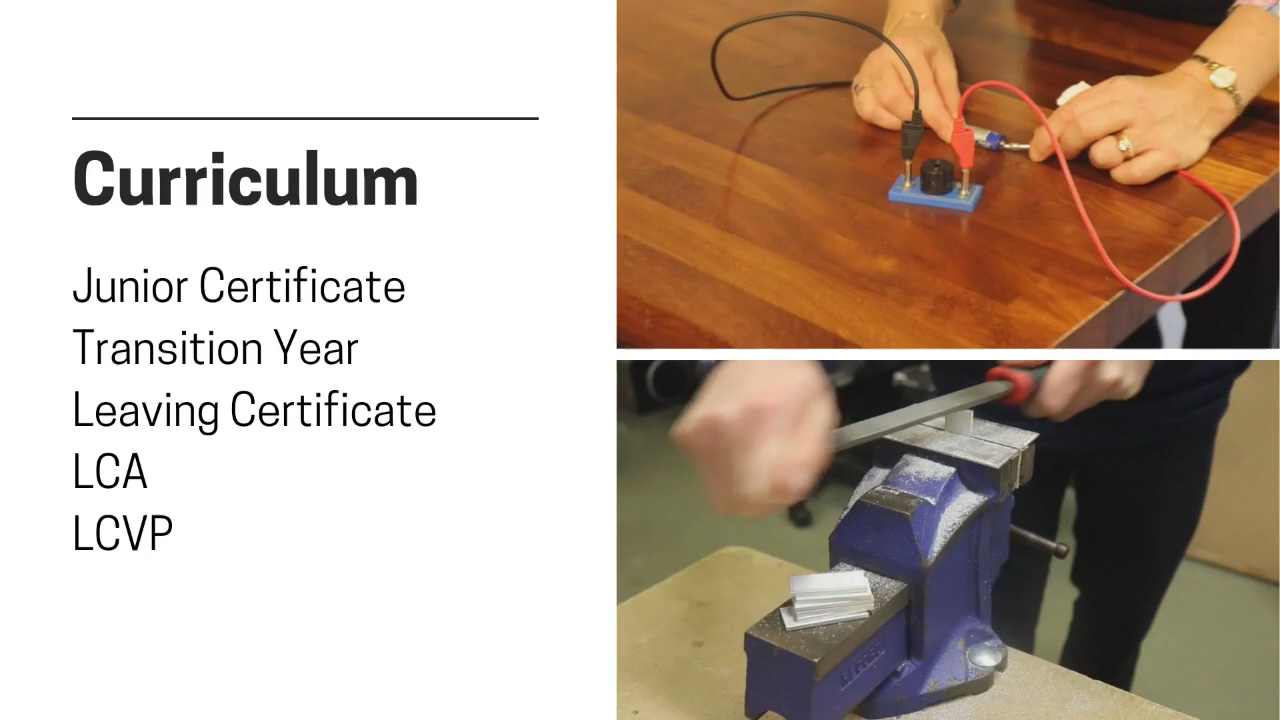 Curriculum
Junior Certificate
Transition Year
Leaving Certificate
LCA
LCVP